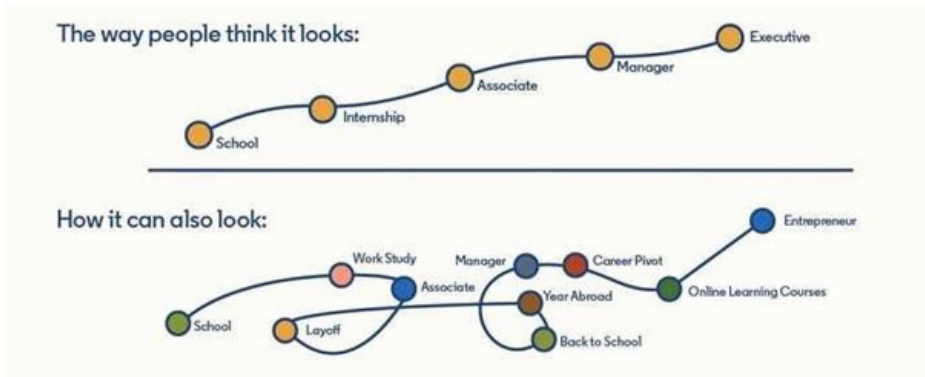 The way people think it looks:
School
Internship
Associate
Manager
Executive
How it can also look:
School
Work Study
Associate
Layoff
Year Abroad
Back to School
Manager
Career Pivot
Online Learning Courses
Entrepreneur